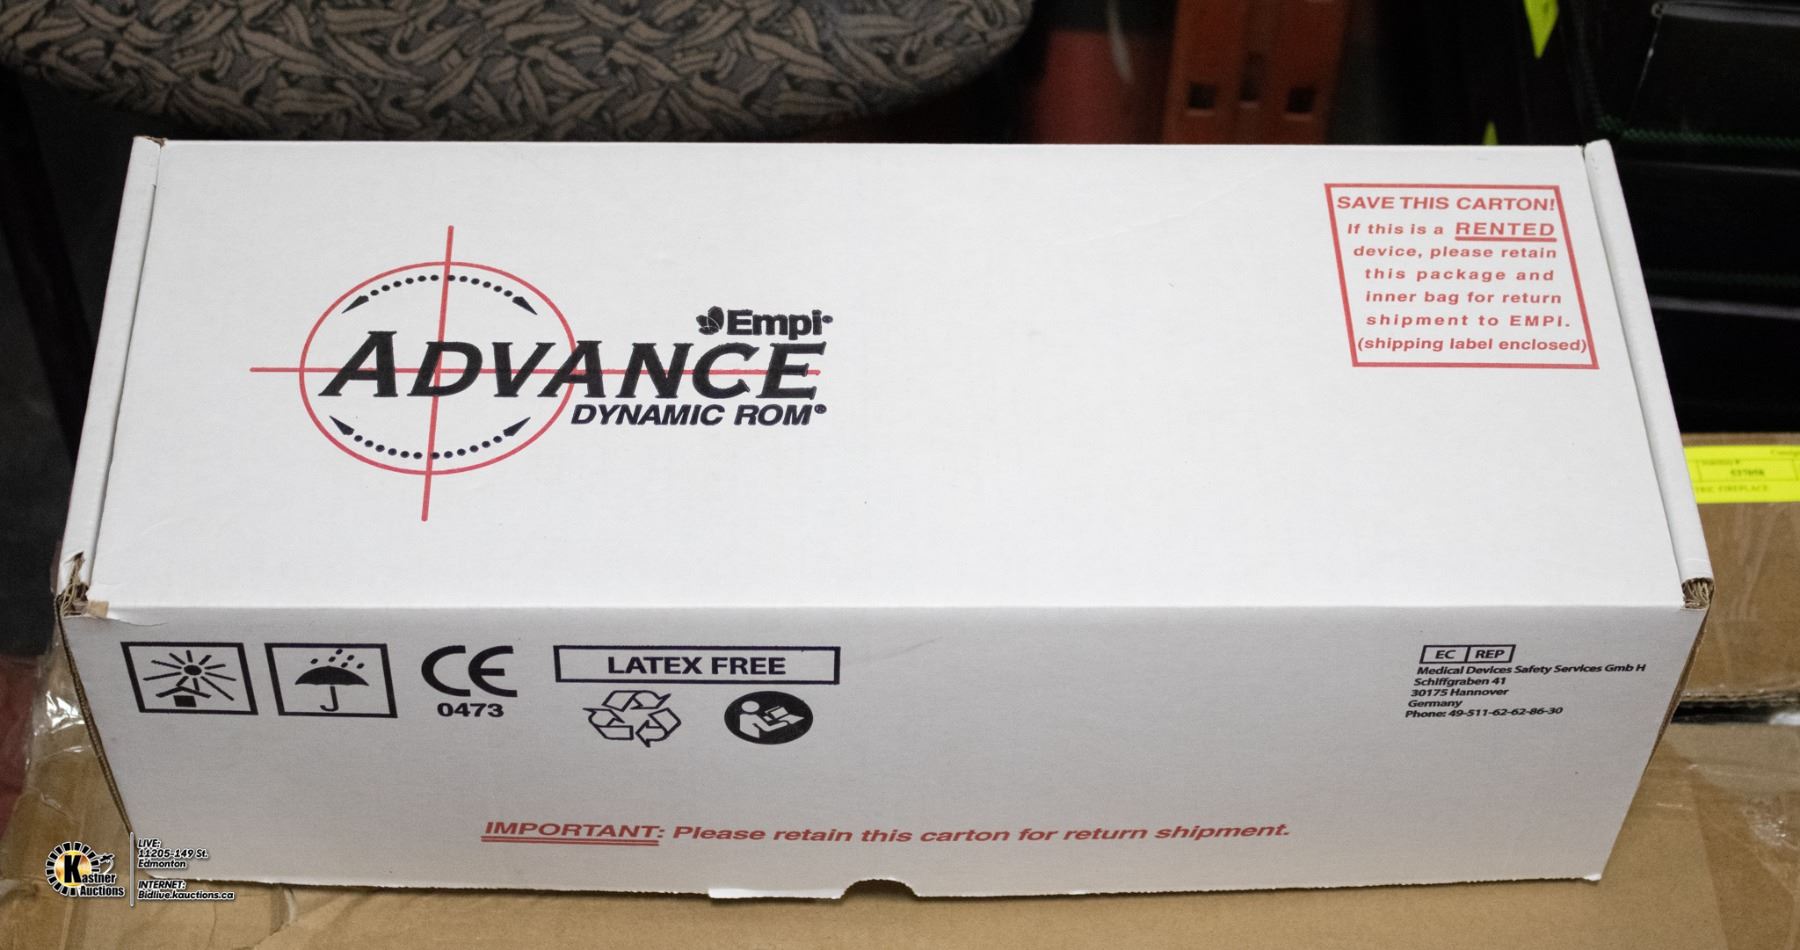 SAVE THIS CARTON!
If this is a RENTED
device, please retain
this package and
inner bag for return
shipment to EMPI.
(shipping label enclosed)
Empi
ADVANCE
DYNAMIC ROM®
LATEX FREE
CE
0473
EC REP
Medical Devices Safety Services Gmb H
Schiffgraben 41
30175 Hannover
Germany
Phone: 49-511-62-62-86-30
IMPORTANT: Please retain this carton for return shipment.
FIREPLACE
Kastner
Auctions
LIVE:
11205-149 St.
Edmonton
INTERNET:
Bidlive.kauctions.ca